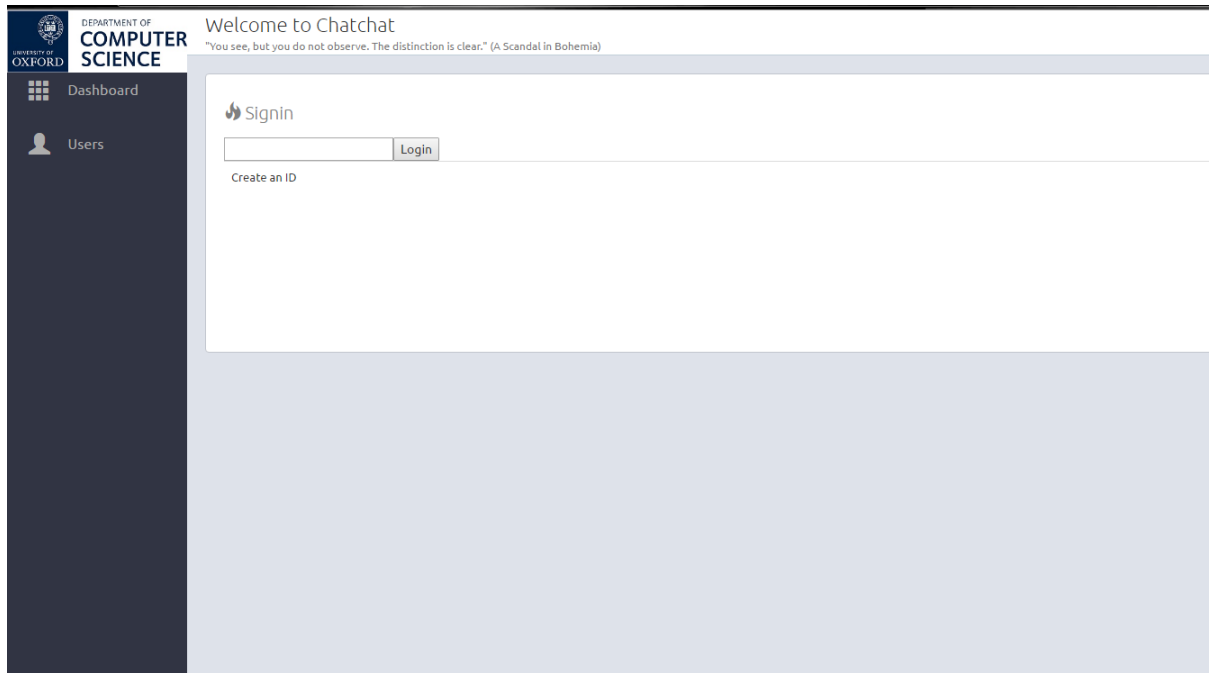 UNIVERSITY OF
OXFORD
DEPARTMENT OF
COMPUTER
SCIENCE
Welcome to Chatchat
"You see, but you do not observe. The distinction is clear." (A Scandal in Bohemia)
Dashboard
Users
Signin
Login
Create an ID